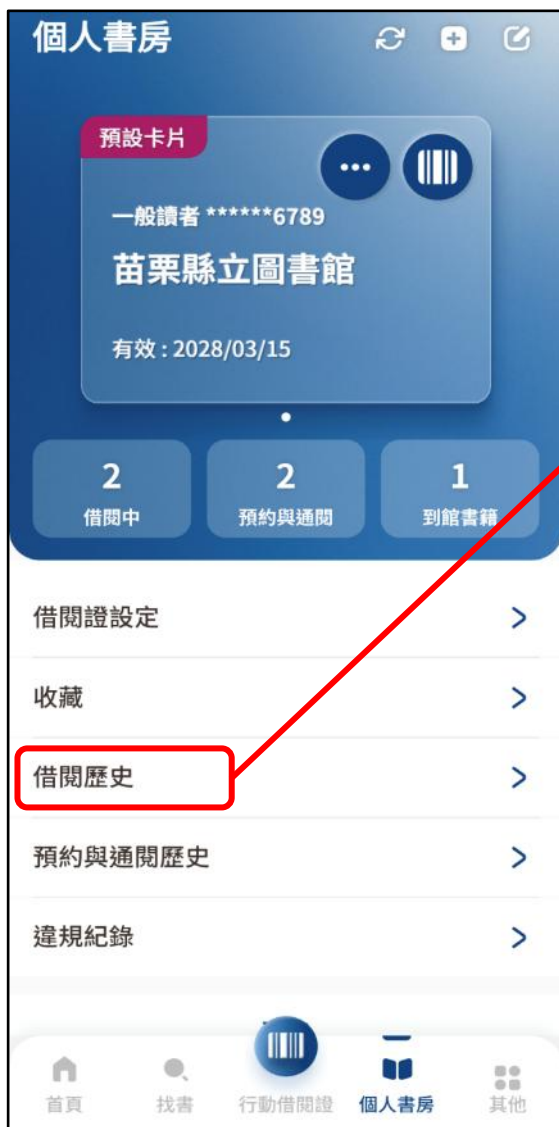 個人書房
預設卡片
一般讀者 ******6789
苗栗縣立圖書館
有效 : 2028/03/15
2
借閱中
2
預約與通閱
1
到館書籍
借閱證設定
收藏
借閱歷史
預約與通閱歷史
違規紀錄
首頁
找書
行動借閱證
個人書房
其他